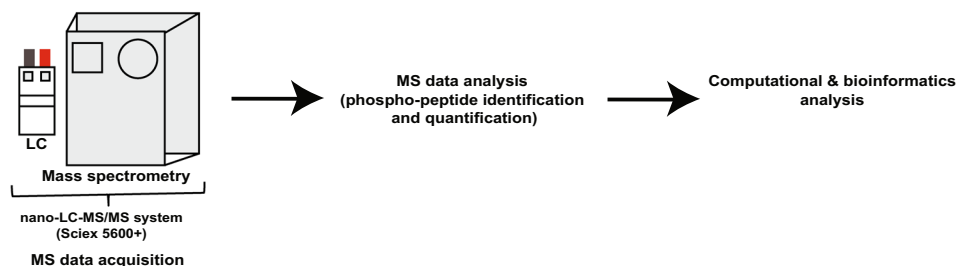 LC
Mass spectrometry
nano-LC-MS/MS system
(Sciex 5600+)
MS data acquisition
MS data analysis
(phospho-peptide identification
and quantification)
Computational & bioinformatics
analysis